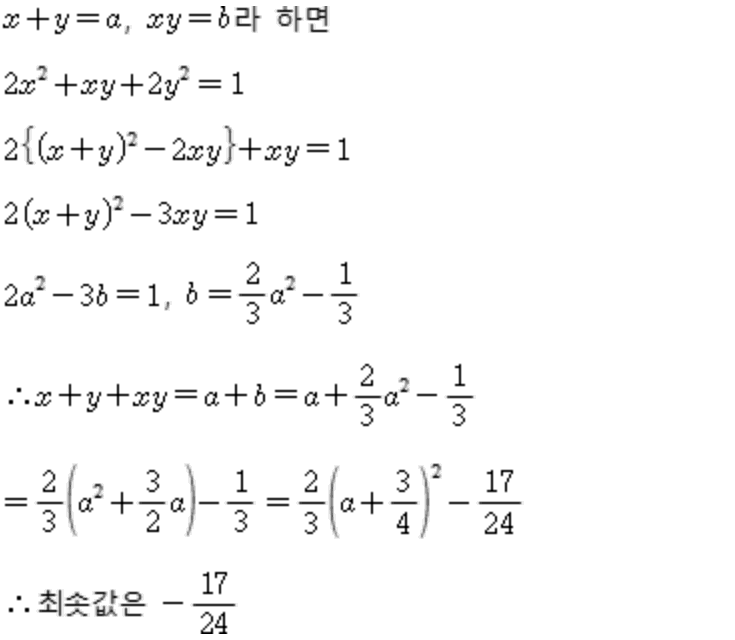 x+y=a, xy=b라 하면
2x²+xy+2y²=1
2{(x+y)²-2xy}+xy=1
2(x+y)²-3xy=1
2a²-3b=1, b=2/3a²-1/3
∴x+y+xy=a+b=a+2/3a²-1/3
=2/3(a²+3/2a)-1/3=2/3(a+3/4)²-17/24
∴최솟값은 -17/24